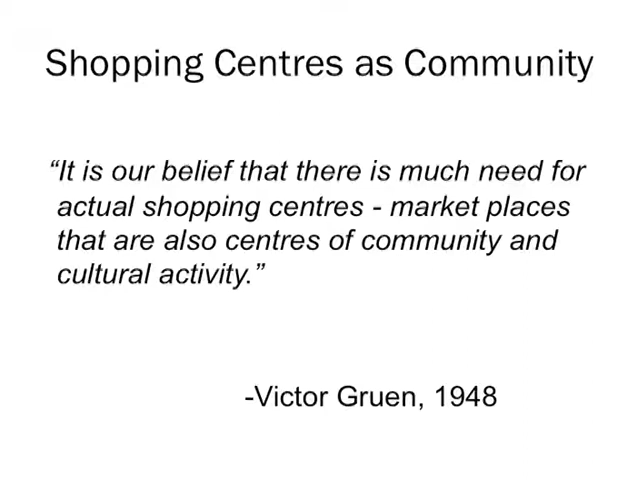 Shopping Centres as Community
“It is our belief that there is much need for
actual shopping centres - market places
that are also centres of community and
cultural activity.”
-Victor Gruen, 1948